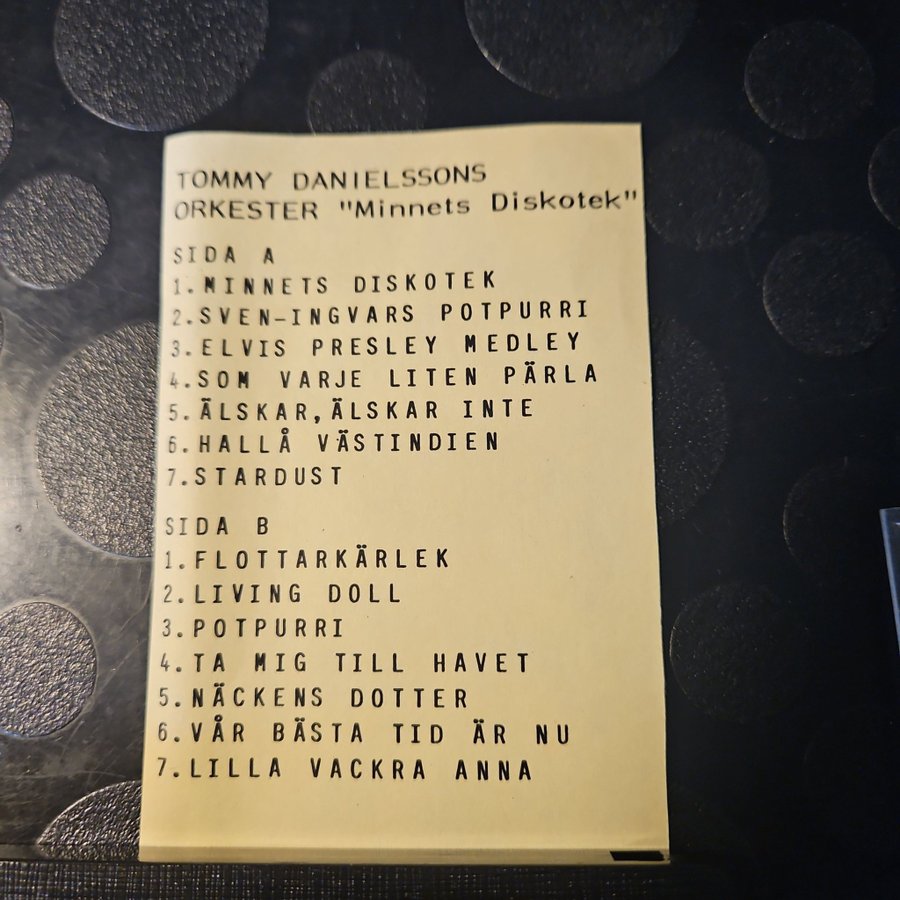 TOMMY DANIELSSONS
ORKESTER "Minnets Diskotek"
SIDA A
1.MINNETS DISKOTEK
2.SVEN-INGVARS POTPURRI
3.ELVIS PRESLEY MEDLEY
4.SOM VARJE LITEN PÄRLA
5.ÄLSKAR,ÄLSKAR INTE
6.HALLÅ VÄSTINDIEN
7.STARDUST
SIDA B
1.FLOTTARKÄRLEK
2.LIVING DOLL
3.POTPURRI
4.TA MIG TILL HAVET
5.NÄCKENS DOTTER
6.VÅR BÄSTA TID ÄR NU
7.LILLA VACKRA ANNA